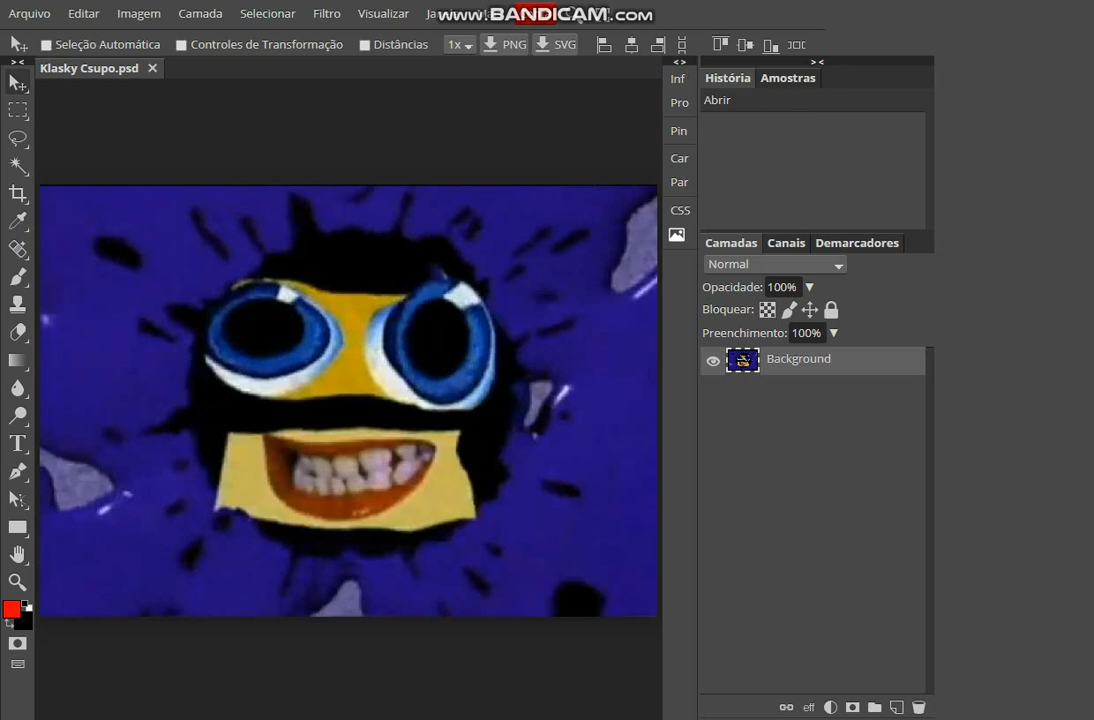 Arquivo Editar Imagem Camada Selecionar Filtro Visualizar Ja
www.BANDICAM.com
Seleção Automática Controles de Transformação Distâncias 1x PNG SVG
Klasky Csupo.psd
Inf
Pro
Pin
Car
Par
CSS
História Amostras
Abrir
Camadas Canais Demarcadores
Normal
Opacidade: 100%
Bloquear:
Preenchimento: 100%
Background
eff